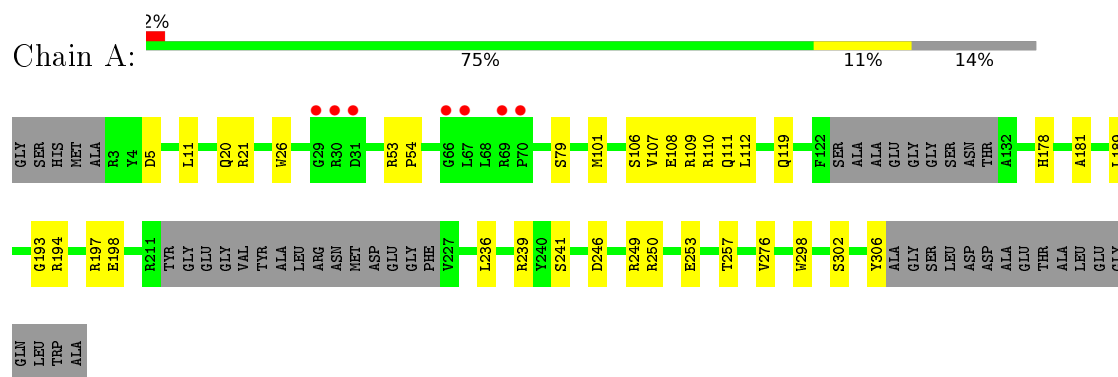 2%
Chain A:
75% 11% 14%
GLY SER HIS MET ALA R3 Y4 D5 L11 Q20 R21 W26 G29 R30 D31 R53 P54 G66 L67 L68 R69 P70 S79 M101 S106 V107 E108 R109 R110 Q111 L112 Q119 F122 SER ALA ALA GLU GLY GLY SER ASN THR A132 H178 A181
G193 R194 R197 E198 R211 TYR GLY GLU GLY VAL TYR ALA LEU ARG ASN MET ASP GLU GLY PHE V227 L236 R239 Y240 S241 D246 R249 R250 E253 T257 V276 W298 S302 Y306 ALA GLY SER LEU ASP ASP ALA GLU THR ALA LEU GLU GLY
GLN LEU TRP ALA